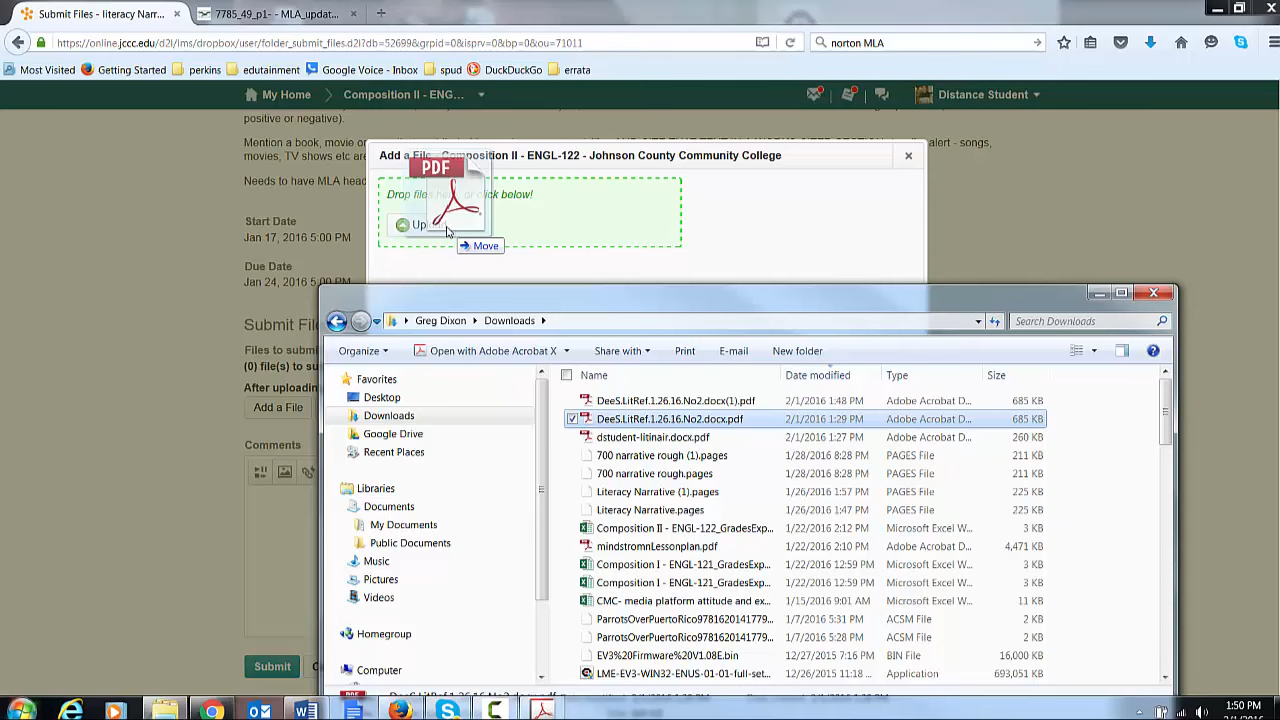 Submit Files - literacy Narr...
7785_49_p1- - MLA_updat...
https://online.jccc.edu/d2l/lms/dropbox/user/folder_submit_files.d2l?db=52699&grpid=0&isprv=0&bp=0&ou=71011
norton MLA
Most Visited Getting Started perkins edutainment Google Voice - Inbox spud DuckDuckGo errata
My Home Composition II - ENG... Distance Student
positive or negative).
Mention a book, movie or
alert - songs,
movies, TV shows etc are
Needs to have MLA head
Add a File - Composition II - ENGL-122 - Johnson County Community College
PDF
Drop files here, or click below!
Upload
Move
Start Date
Jan 17, 2016 5:00 PM
Due Date
Jan 24, 2016 5:00
Submit Fil
Files to submi
(0) file(s) to su
After uploadin
Add a File
Comments
Submit
Greg Dixon Downloads Search Downloads
Organize Open with Adobe Acrobat X Share with Print E-mail New folder
Favorites
Desktop
Downloads
Google Drive
Recent Places
Libraries
Documents
My Documents
Public Documents
Music
Pictures
Videos
Homegroup
Computer
Name Date modified Type Size
DeeS.LitRef.1.26.16.No2.docx(1).pdf 2/1/2016 1:48 PM Adobe Acrobat D... 685 KB
DeeS.LitRef.1.26.16.No2.docx.pdf 2/1/2016 1:29 PM Adobe Acrobat D... 685 KB
dstudent-litinair.docx.pdf 2/1/2016 1:27 PM Adobe Acrobat D... 260 KB
700 narrative rough (1).pages 1/28/2016 8:28 PM PAGES File 211 KB
700 narrative rough.pages 1/28/2016 8:28 PM PAGES File 211 KB
Literacy Narrative (1).pages 1/26/2016 1:57 PM PAGES File 225 KB
Literacy Narrative.pages 1/26/2016 1:47 PM PAGES File 225 KB
Composition II - ENGL-122_GradesExp... 1/22/2016 2:12 PM Microsoft Excel W... 3 KB
mindstromnLessonplan.pdf 1/22/2016 2:10 PM Adobe Acrobat D... 4,471 KB
Composition I - ENGL-121_GradesExp... 1/22/2016 12:59 PM Microsoft Excel W... 3 KB
Composition I - ENGL-121_GradesExp... 1/22/2016 12:59 PM Microsoft Excel W... 3 KB
CMC- media platform attitude and ex... 1/15/2016 9:01 AM Microsoft Excel W... 11 KB
ParrotsOverPuertoRico9781620141779... 1/7/2016 5:31 PM ACSM File 2 KB
ParrotsOverPuertoRico9781620141779... 1/7/2016 5:28 PM ACSM File 2 KB
EV3%20Firmware%20V1.08E.bin 12/27/2015 7:16 PM BIN File 16,000 KB
LME-EV3-WIN32-ENUS-01-01-full-set... 12/26/2015 11:18 ... Application 693,051 KB
1:50 PM